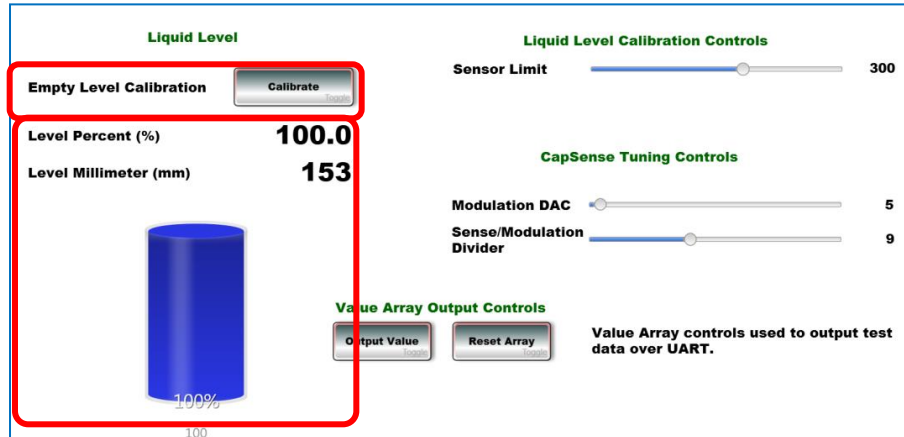 Liquid Level
Empty Level Calibration
Calibrate
Toggle
Level Percent (%)
100.0
Level Millimeter (mm)
153
100%
100
Liquid Level Calibration Controls
Sensor Limit
300
CapSense Tuning Controls
Modulation DAC
5
Sense/Modulation
Divider
9
Value Array Output Controls
Output Value
Toggle
Reset Array
Toggle
Value Array controls used to output test
data over UART.